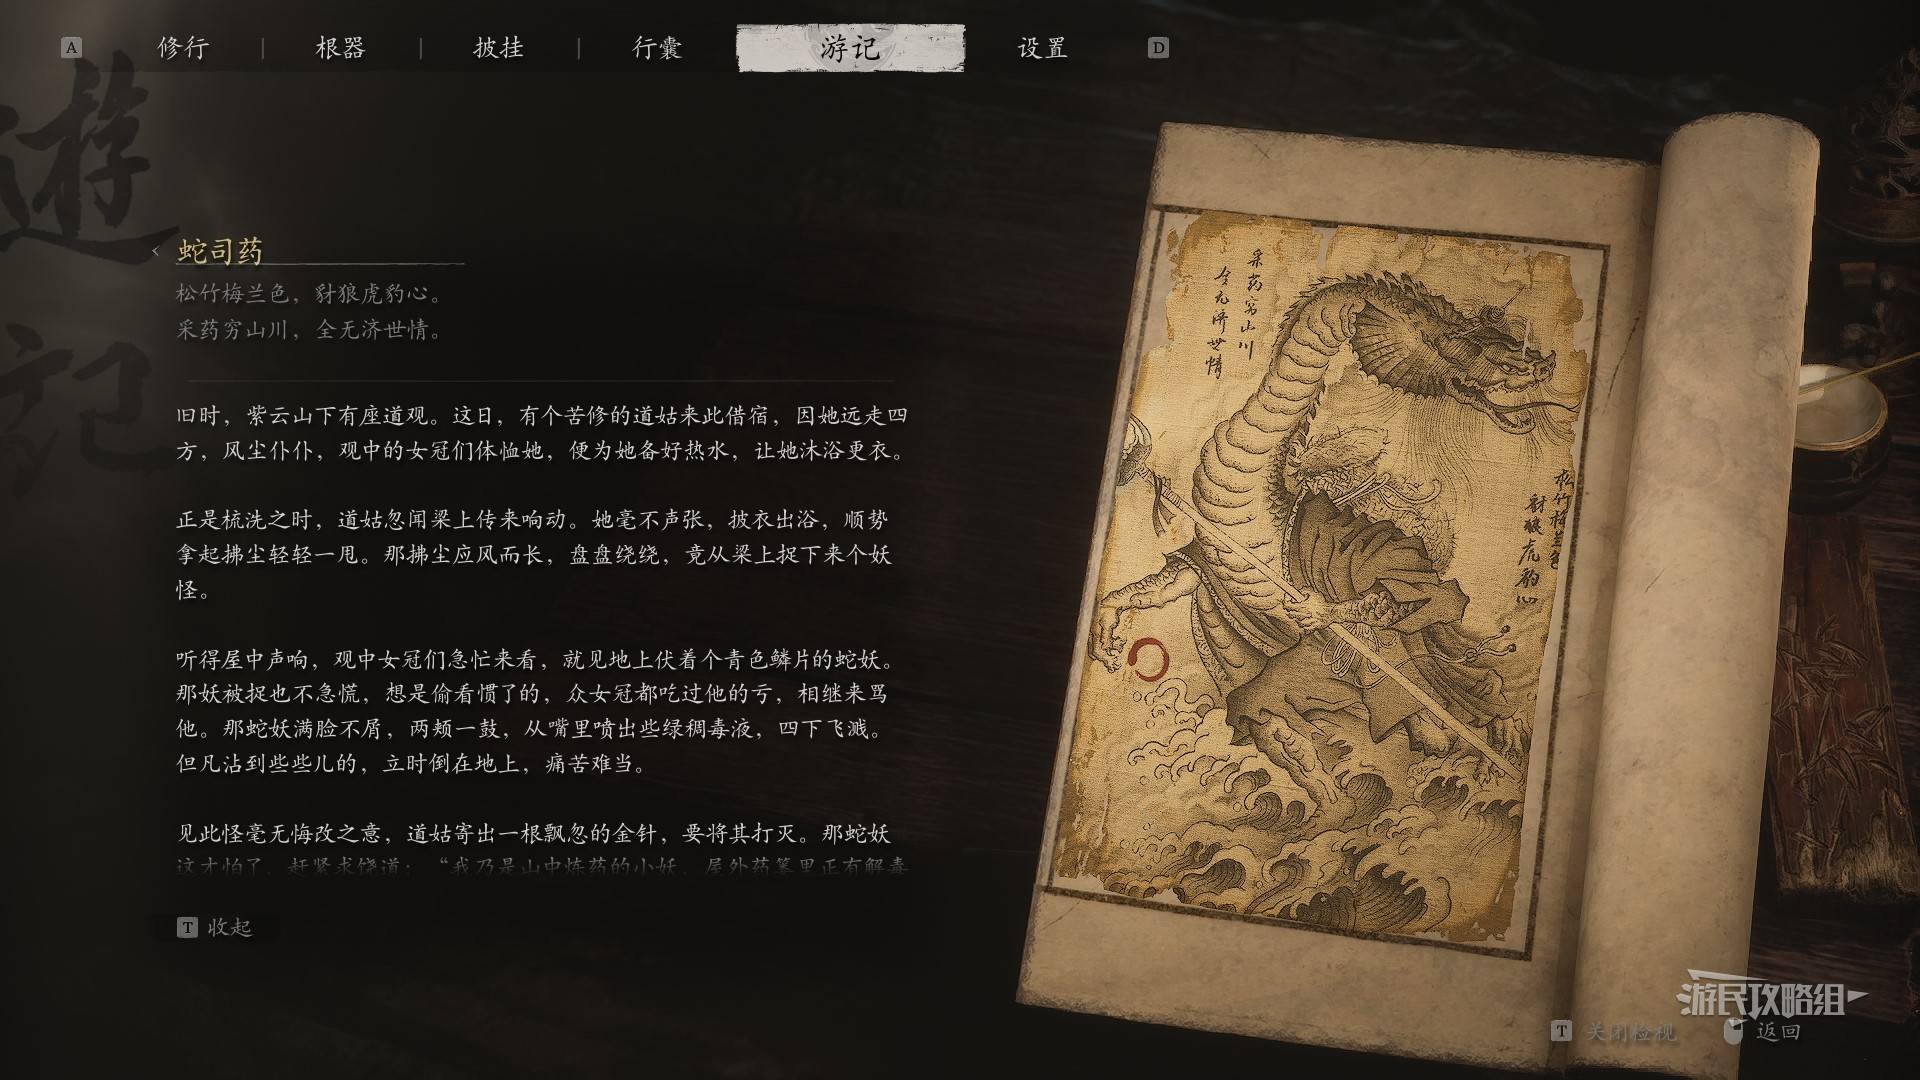 A 修行 | 根器 | 披挂 | 行囊 游记 设置 D
遊記
蛇司药
松竹梅兰色，豺狼虎豹心。
采药穷山川，全无济世情。
旧时，紫云山下有座道观。这日，有个苦修的道姑来此借宿，因她远走四
方，风尘仆仆，观中的女冠们体恤她，便为她备好热水，让她沐浴更衣。
正是梳洗之时，道姑忽闻梁上传来响动。她毫不声张，披衣出浴，顺势
拿起拂尘轻轻一甩。那拂尘应风而长，盘盘绕绕，竟从梁上捉下来个妖
怪。
听得屋中声响，观中女冠们急忙来看，就见地上伏着个青色鳞片的蛇妖。
那妖被捉也不急慌，想是偷看惯了的，众女冠都吃过他的亏，相继来骂
他。那蛇妖满脸不屑，两颊一鼓，从嘴里喷出些绿稠毒液，四下飞溅。
但凡沾到些些儿的，立时倒在地上，痛苦难当。
见此怪毫无悔改之意，道姑寄出一根飘忽的金针，要将其打灭。那蛇妖
这才怕了，赶紧求饶道：“我乃是山中炼药的小妖，屋外药篓里正有解毒
T 收起
采药穷山川
全无济世情
松竹梅兰色
豺狼虎豹心
游民攻略组
T 关闭检视 返回